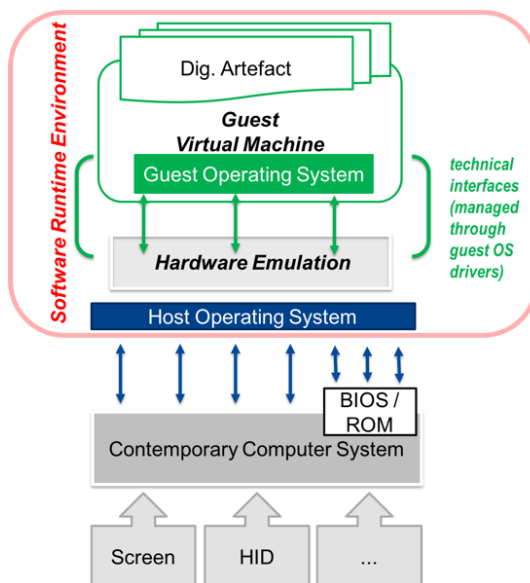 Software Runtime Environment
Dig. Artefact
Guest
Virtual Machine
Guest Operating System
technical
interfaces
(managed
through
guest OS
drivers)
Hardware Emulation
Host Operating System
BIOS /
ROM
Contemporary Computer System
Screen
HID
...